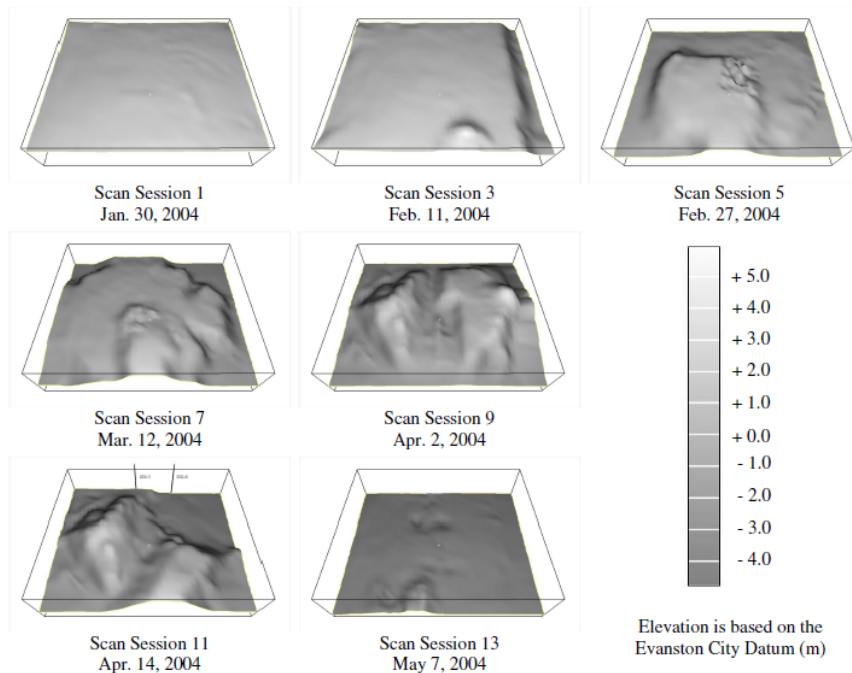 Scan Session 1
Jan. 30, 2004
Scan Session 3
Feb. 11, 2004
Scan Session 5
Feb. 27, 2004
Scan Session 7
Mar. 12, 2004
Scan Session 9
Apr. 2, 2004
+ 5.0
+ 4.0
+ 3.0
+ 2.0
+ 1.0
+ 0.0
- 1.0
- 2.0
- 3.0
- 4.0
Scan Session 11
Apr. 14, 2004
Scan Session 13
May 7, 2004
Elevation is based on the
Evanston City Datum (m)